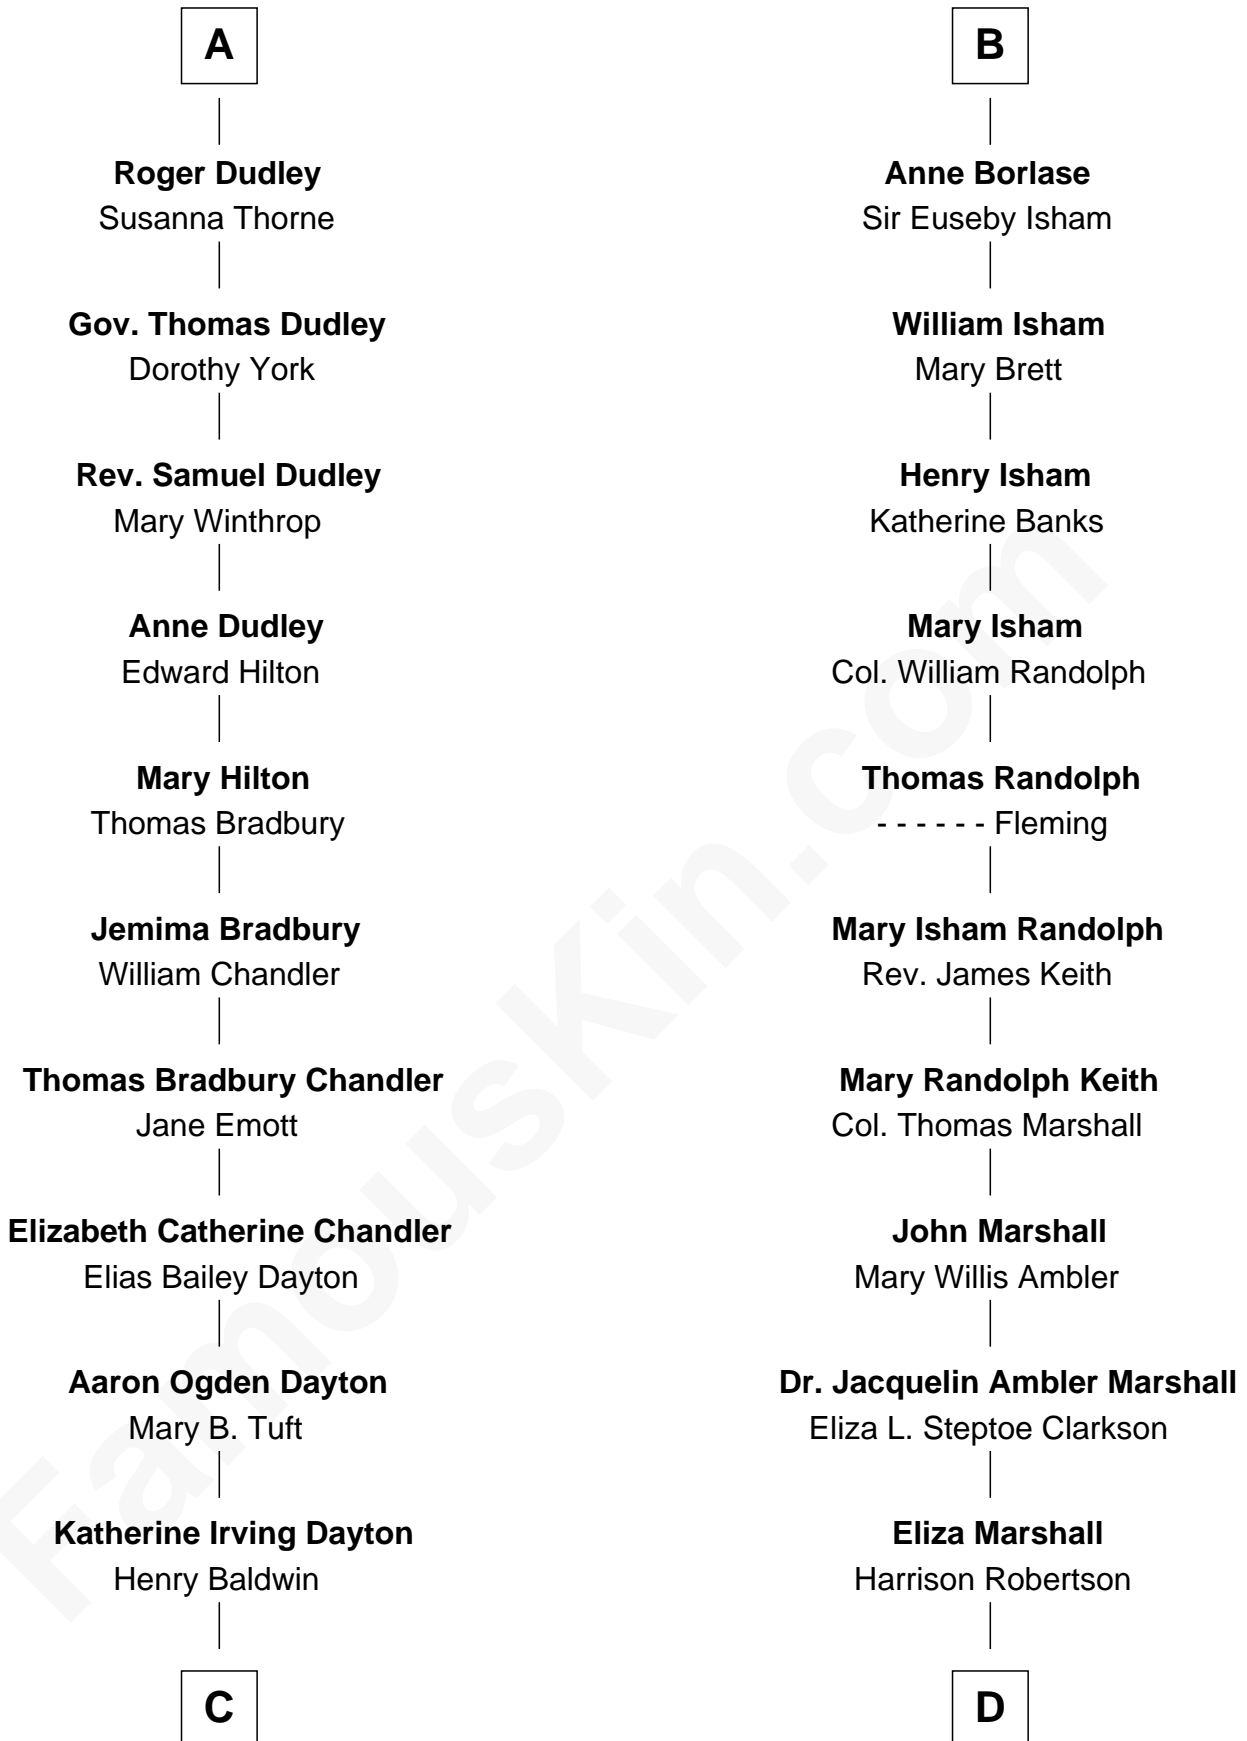 A
Roger Dudley
Susanna Thorne
Gov. Thomas Dudley
Dorothy York
Rev. Samuel Dudley
Mary Winthrop
Anne Dudley
Edward Hilton
Mary Hilton
Thomas Bradbury
Jemima Bradbury
William Chandler
Thomas Bradbury Chandler
Jane Emott
Elizabeth Catherine Chandler
Elias Bailey Dayton
Aaron Ogden Dayton
Mary B. Tuft
Katherine Irving Dayton
Henry Baldwin
C
B
Anne Borlase
Sir Euseby Isham
William Isham
Mary Brett
Henry Isham
Katherine Banks
Mary Isham
Col. William Randolph
Thomas Randolph
- - - - - - Fleming
Mary Isham Randolph
Rev. James Keith
Mary Randolph Keith
Col. Thomas Marshall
John Marshall
Mary Willis Ambler
Dr. Jacquelin Ambler Marshall
Eliza L. Steptoe Clarkson
Eliza Marshall
Harrison Robertson
D
FamousKin.com